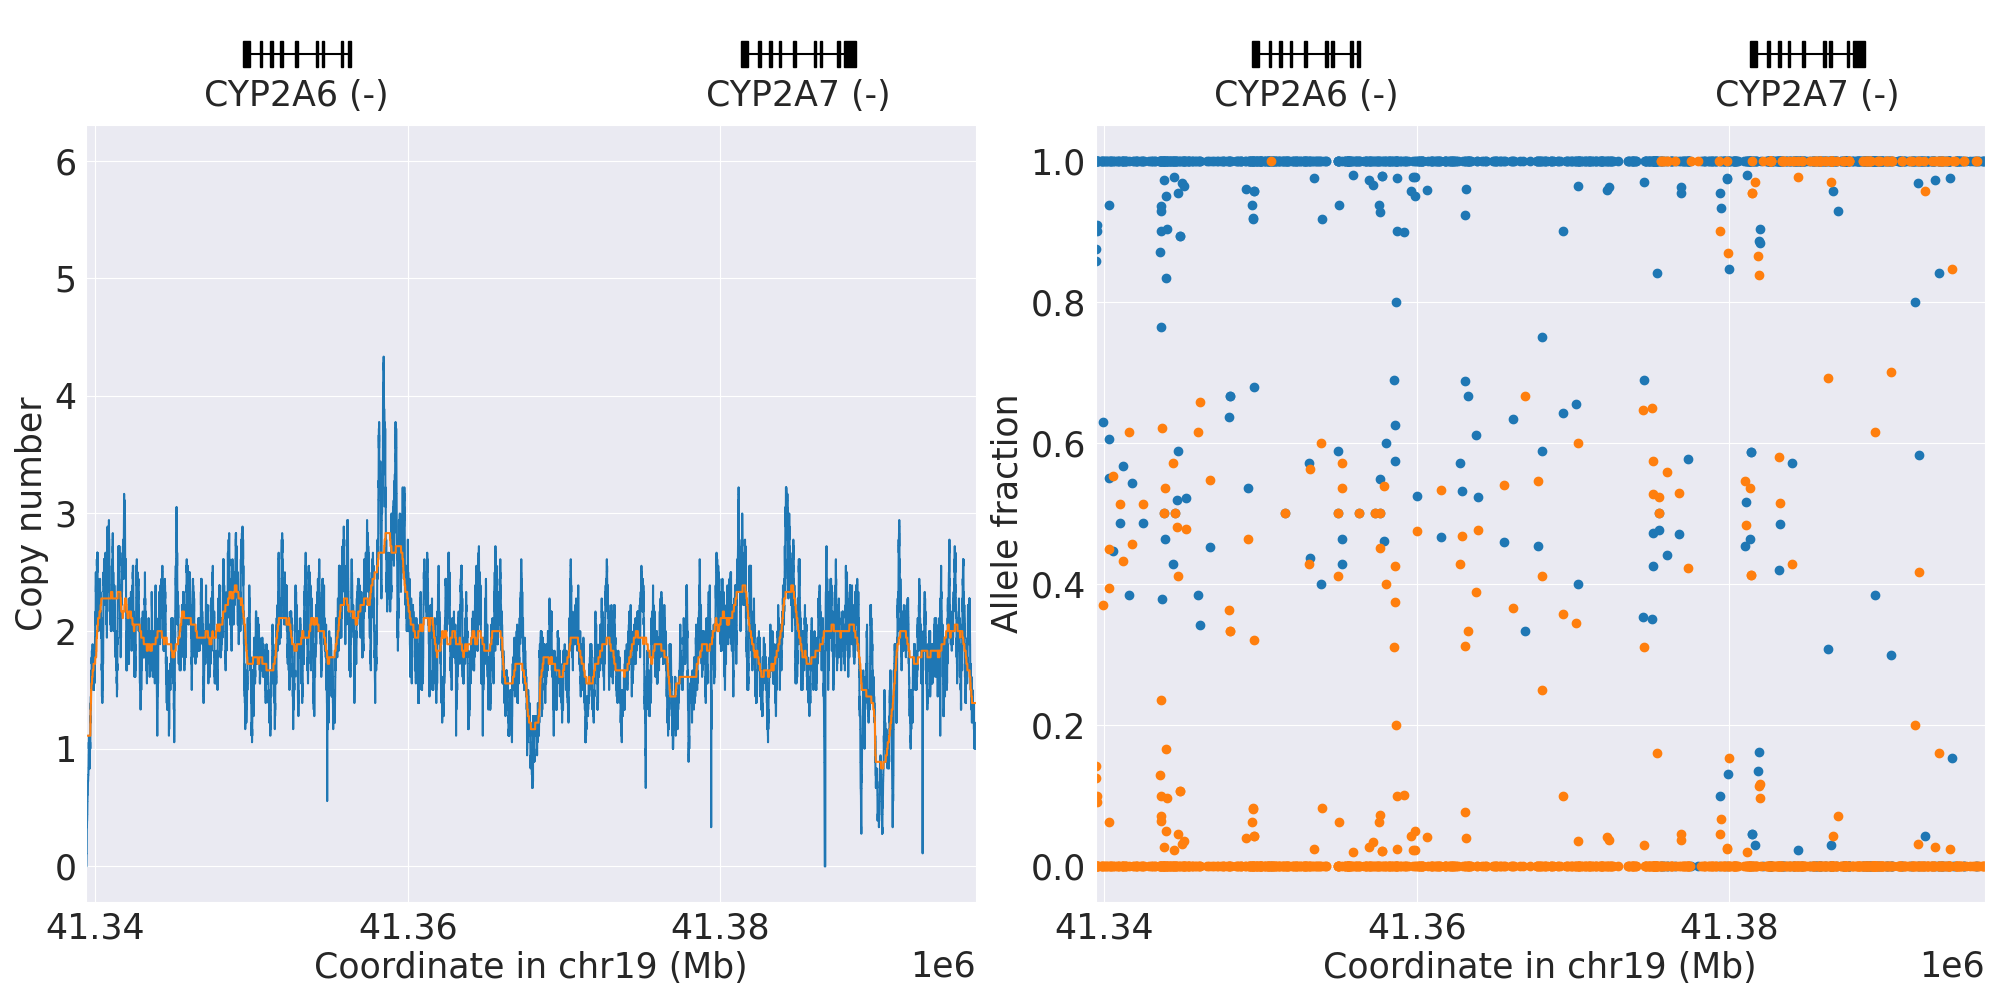 CYP2A6 (-)
CYP2A7 (-)
6
5
4
3
2
1
0
Copy number
41.34
41.36
41.38
Coordinate in chr19 (Mb)
1e6
CYP2A6 (-)
CYP2A7 (-)
1.0
0.8
0.6
0.4
0.2
0.0
Allele fraction
41.34
41.36
41.38
Coordinate in chr19 (Mb)
1e6